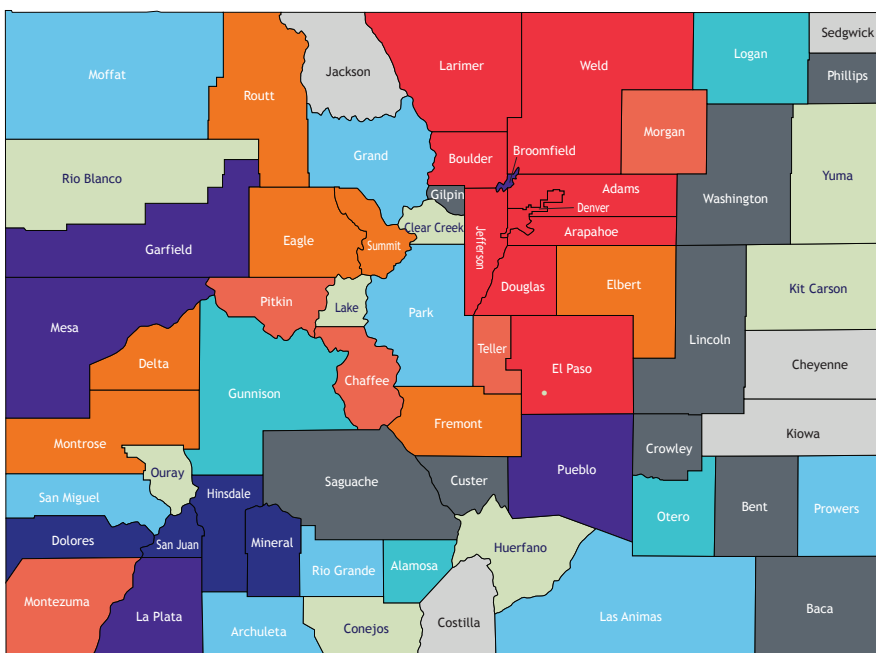 Sedgwick
Logan
Larimer
Weld
Moffat
Jackson
Phillips
Routt
Morgan
Broomfield
Grand
Boulder
Yuma
Rio Blanco
Gilpin
Adams
Washington
Denver
Clear Creek
Arapahoe
Jefferson
Summit
Eagle
Garfield
Elbert
Douglas
Kit Carson
Pitkin
Lake
Park
Mesa
Lincoln
Teller
Delta
Cheyenne
El Paso
Chaffee
Gunnison
Fremont
Kiowa
Montrose
Crowley
Ouray
Pueblo
Custer
Saguache
Hinsdale
San Miguel
Bent
Prowers
Otero
Dolores
San Juan
Mineral
Huerfano
Alamosa
Rio Grande
Montezuma
Baca
La Plata
Las Animas
Costilla
Conejos
Archuleta